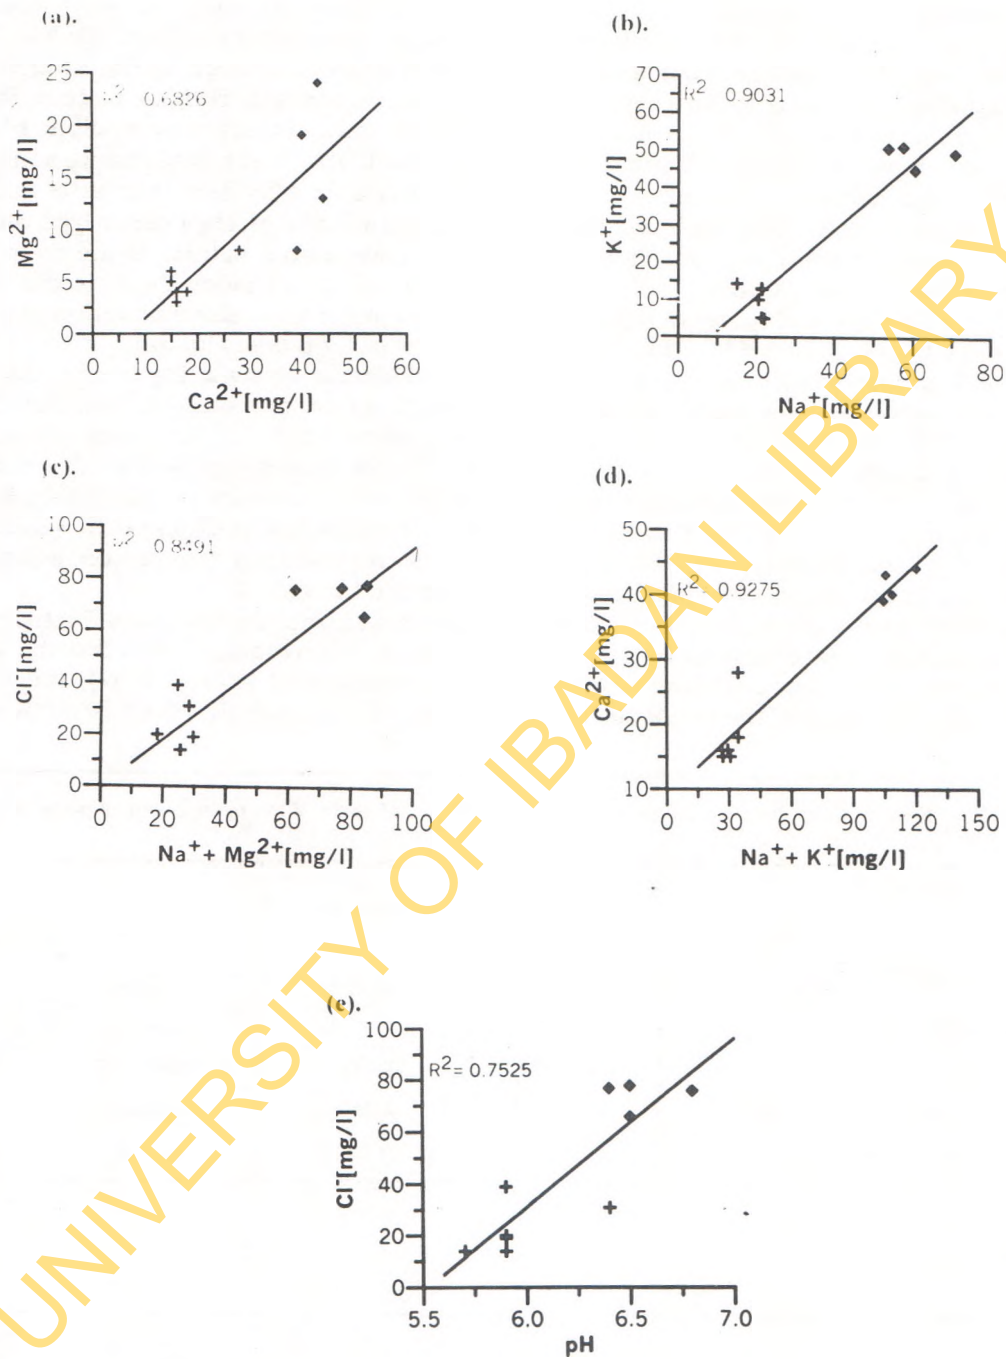 (a).
25
20
15
10
5
0
0 10 20 30 40 50 60
Mg2+[mg/l]
Ca2+[mg/l]
0.6826
(b).
70
60
50
40
30
20
10
0
0 20 40 60 80
K+[mg/l]
Na+[mg/l]
R2 0.9031
(c).
100
80
60
40
20
0
0 20 40 60 80 100
Cl-[mg/l]
Na+ + Mg2+[mg/l]
0.8491
(d).
50
40
30
20
10
0 30 60 90 120 150
Ca2+[mg/l]
Na+ + K+[mg/l]
R2= 0.9275
(e).
100
80
60
40
20
0
5.5 6.0 6.5 7.0
Cl-[mg/l]
pH
R2= 0.7525
UNIVERSITY OF IBADAN LIBRARY